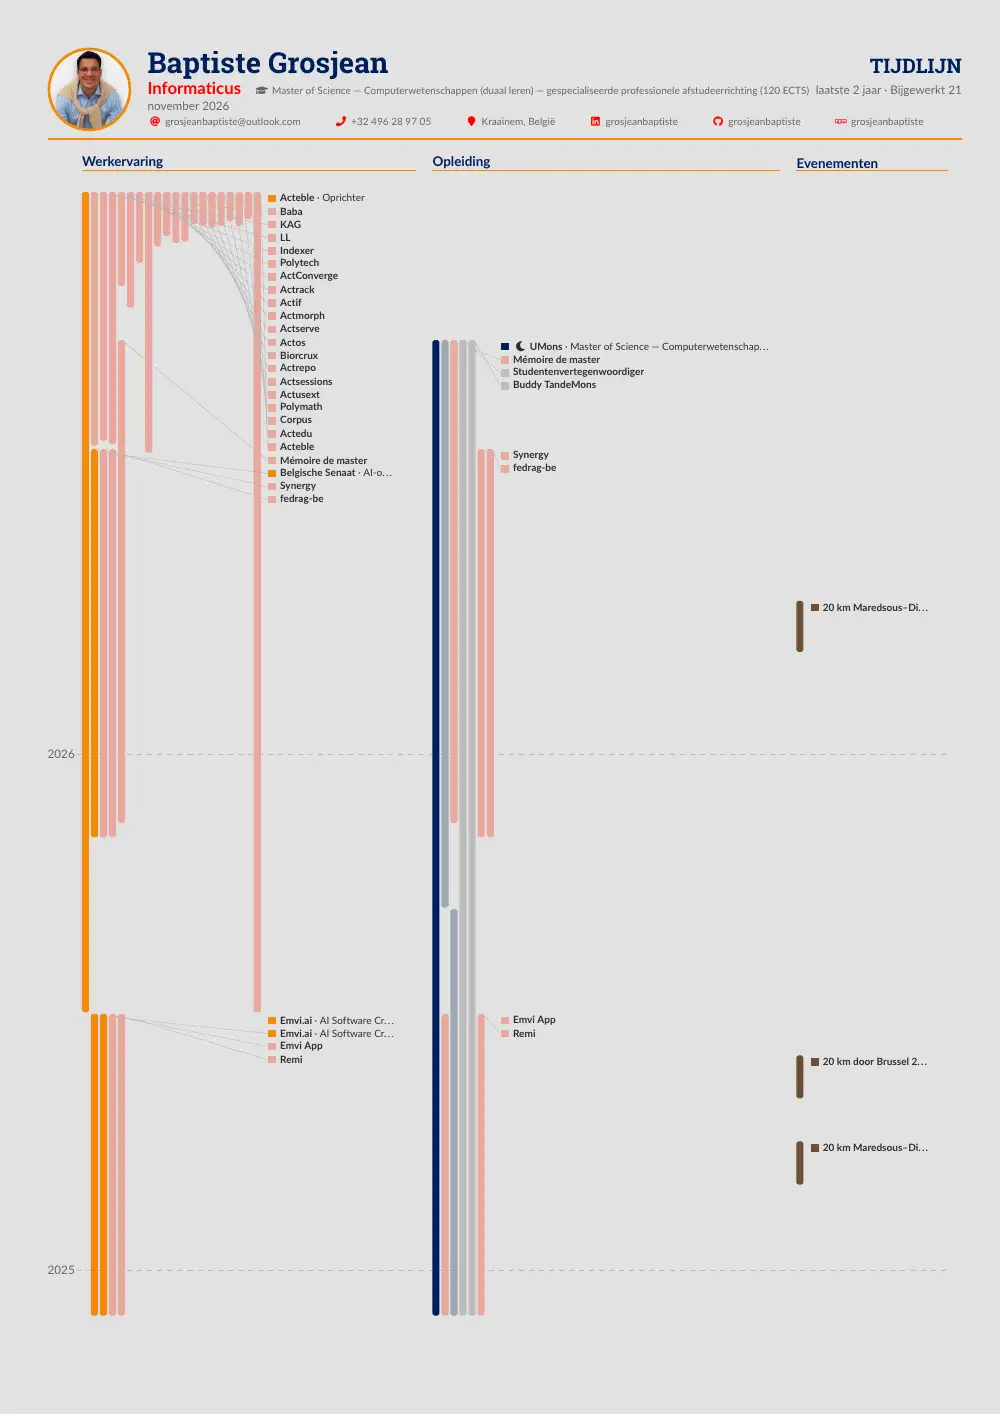 Baptiste Grosjean
TIJDLIJN
Informaticus
Master of Science — Computerwetenschappen (duaal leren) — gespecialiseerde professionele afstudeerrichting (120 ECTS)
laatste 2 jaar · Bijgewerkt 21
november 2026
grosjeanbaptiste@outlook.com
+32 496 28 97 05
Kraainem, België
grosjeanbaptiste
grosjeanbaptiste
grosjeanbaptiste
Werkervaring
Opleiding
Evenementen
Acteble · Oprichter
Baba
KAG
LL
Indexer
Polytech
ActConverge
Actrack
Actif
Actmorph
Actserve
Actos
Biorcrux
Actrepo
Actsessions
Actusext
Polymath
Corpus
Actedu
Acteble
Mémoire de master
Belgische Senaat · AI-o…
Synergy
fedrag-be
UMons · Master of Science — Computerwetenschap…
Mémoire de master
Studentenvertegenwoordiger
Buddy TandeMons
Synergy
fedrag-be
20 km Maredsous–Di…
2026
Emvi.ai · AI Software Cr…
Emvi.ai · AI Software Cr…
Emvi App
Remi
Emvi App
Remi
20 km door Brussel 2…
20 km Maredsous–Di…
2025